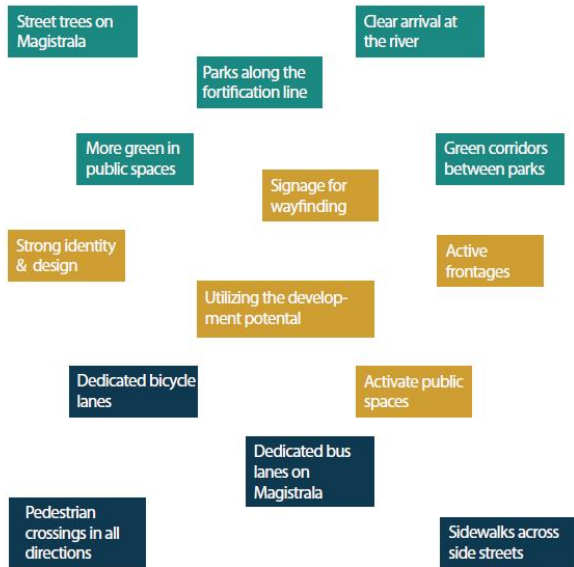 Street trees on
Magistrala
Clear arrival at
the river
Parks along the
fortification line
More green in
public spaces
Green corridors
between parks
Signage for
wayfinding
Strong identity
& design
Active
frontages
Utilizing the develop-
ment potental
Dedicated bicycle
lanes
Activate public
spaces
Dedicated bus
lanes on
Magistrala
Pedestrian
crossings in all
directions
Sidewalks across
side streets